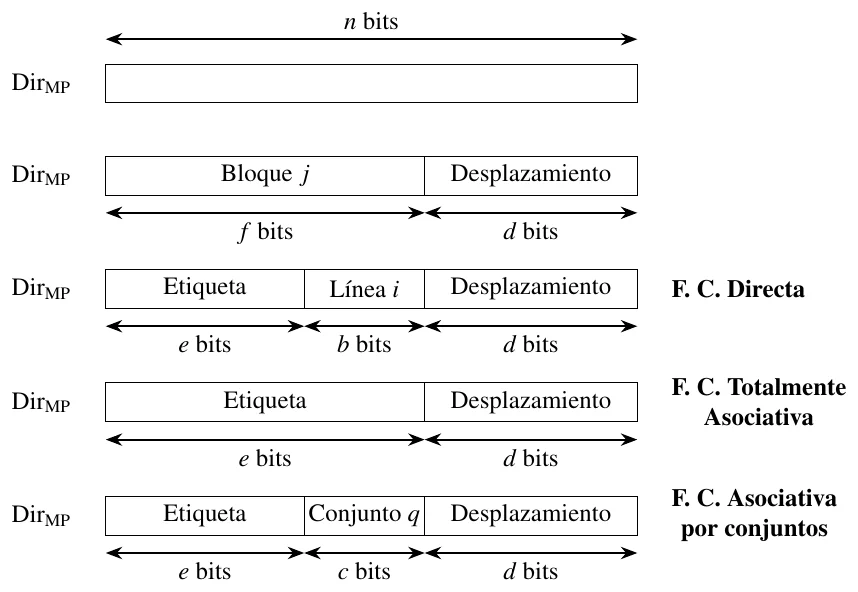 n bits
Dir_MP
Dir_MP Bloque j Desplazamiento
f bits d bits
Dir_MP Etiqueta Línea i Desplazamiento F. C. Directa
e bits b bits d bits
Dir_MP Etiqueta Desplazamiento F. C. Totalmente
Asociativa
e bits d bits
Dir_MP Etiqueta Conjunto q Desplazamiento F. C. Asociativa
por conjuntos
e bits c bits d bits